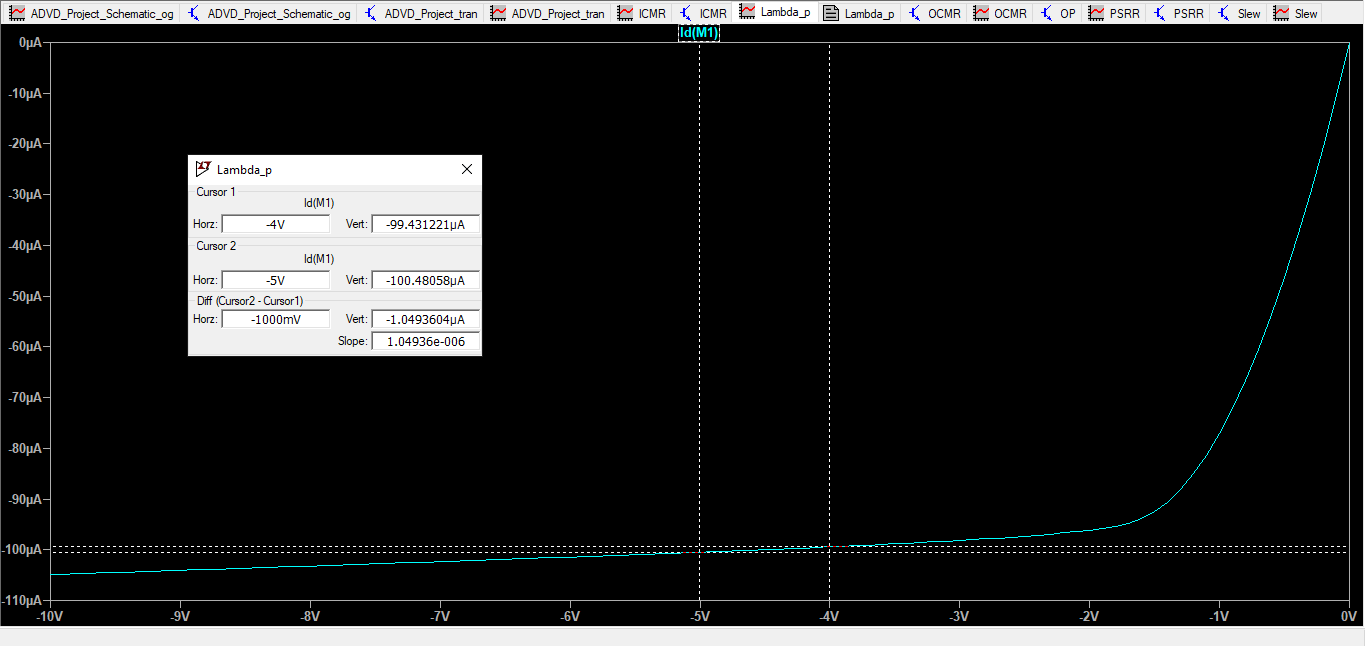 ADVD_Project_Schematic_og ADVD_Project_Schematic_og ADVD_Project_tran ADVD_Project_tran ICMR ICMR Lambda_p Lambda_p OCMR OCMR OP PSRR PSRR Slew Slew
Id(M1)
0µA
-10µA
-20µA
-30µA
-40µA
-50µA
-60µA
-70µA
-80µA
-90µA
-100µA
-110µA
Lambda_p
Cursor 1
Id(M1)
Horz: -4V Vert: -99.431221µA
Cursor 2
Id(M1)
Horz: -5V Vert: -100.48058µA
Diff (Cursor2 - Cursor1)
Horz: -1000mV Vert: -1.0493604µA
Slope: 1.04936e-006
-10V -9V -8V -7V -6V -5V -4V -3V -2V -1V 0V